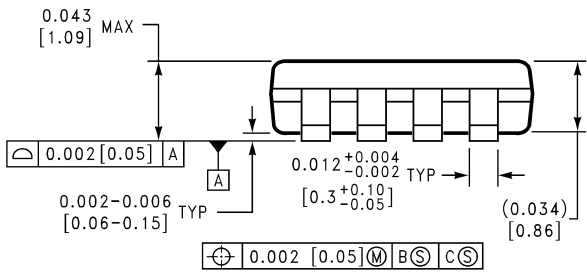 0.043
[1.09] MAX
⌓ 0.002[0.05] A
A
0.002-0.006
[0.06-0.15] TYP
0.012 +0.004 -0.002
[0.3 +0.10 -0.05] TYP
(0.034)
[0.86]
⌖ 0.002 [0.05]Ⓜ BⓈ CⓈ